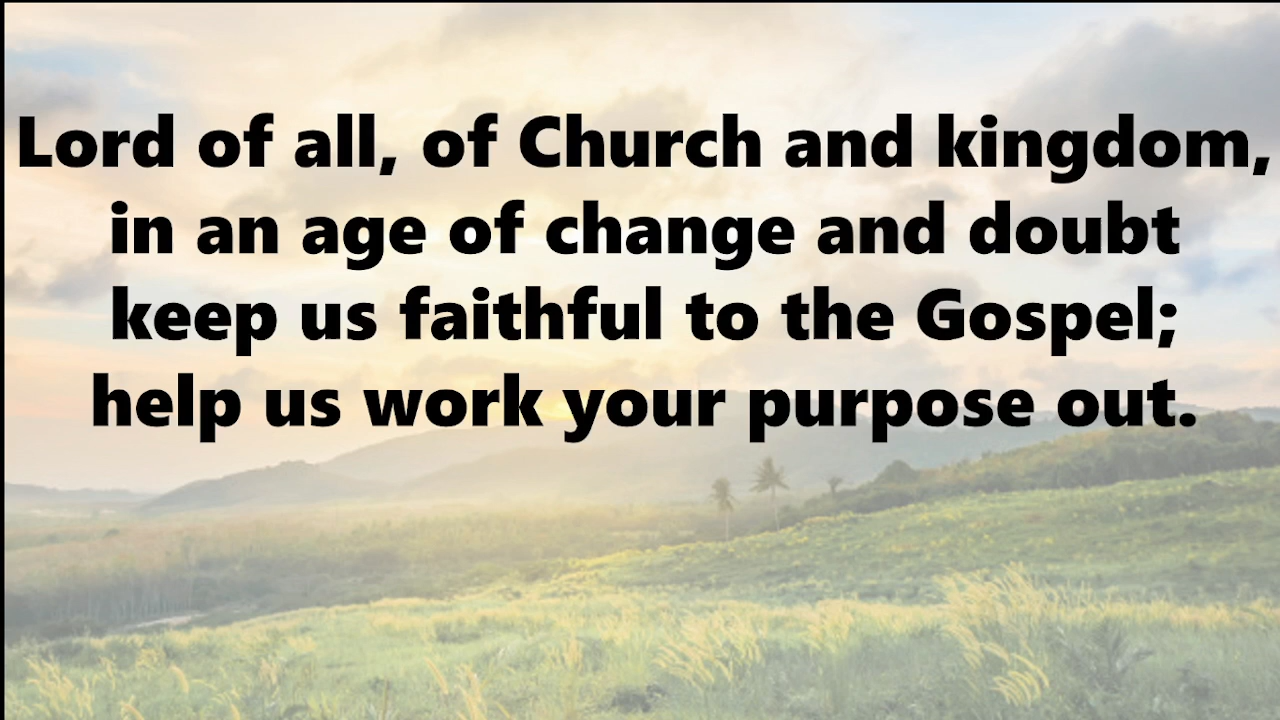 Lord of all, of Church and kingdom,
in an age of change and doubt
keep us faithful to the Gospel;
help us work your purpose out.